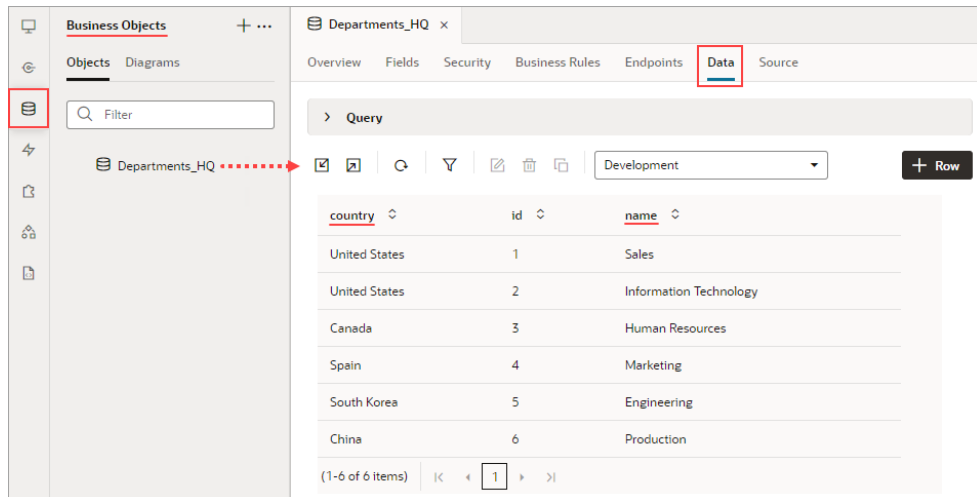 Business Objects
Objects Diagrams
Filter
Departments_HQ
Departments_HQ ×
Overview Fields Security Business Rules Endpoints Data Source
Query
Development
+ Row
country id name
United States 1 Sales
United States 2 Information Technology
Canada 3 Human Resources
Spain 4 Marketing
South Korea 5 Engineering
China 6 Production
(1-6 of 6 items) 1